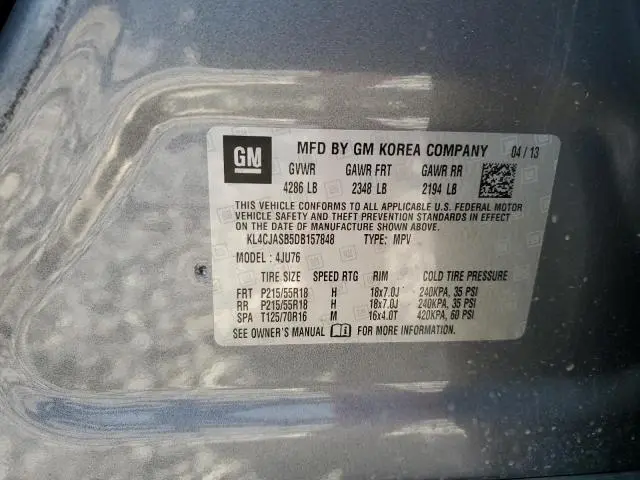 GM MFD BY GM KOREA COMPANY 04 / 13
GVWR GAWR FRT GAWR RR
4286 LB 2348 LB 2194 LB
THIS VEHICLE CONFORMS TO ALL APPLICABLE U.S. FEDERAL MOTOR
VEHICLE SAFETY AND THEFT PREVENTION STANDARDS IN EFFECT
ON THE DATE OF MANUFACTURE SHOWN ABOVE.
KL4CJASB5DB157848 TYPE: MPV
MODEL : 4JU76
TIRE SIZE SPEED RTG RIM COLD TIRE PRESSURE
FRT P215/55R18 H 18x7.0J 240KPA, 35 PSI
RR P215/55R18 H 18x7.0J 240KPA, 35 PSI
SPA T125/70R16 M 16x4.0T 420KPA, 60 PSI
SEE OWNER'S MANUAL FOR MORE INFORMATION.